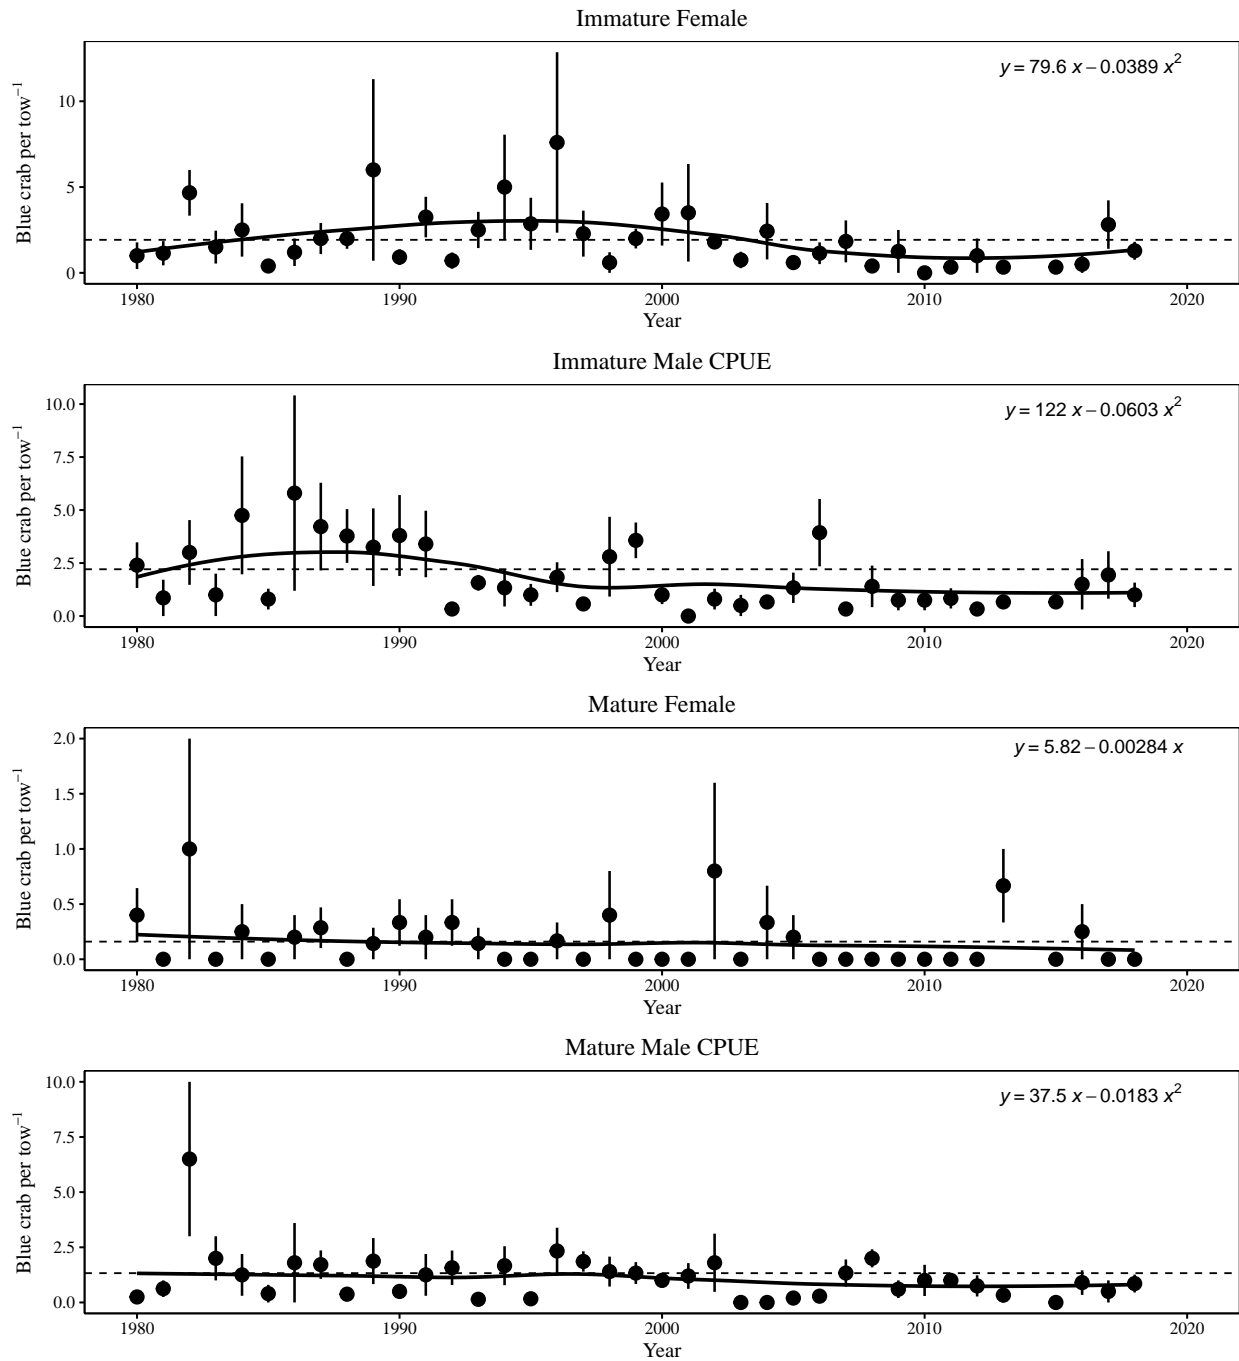 Immature Female
y = 79.6 x – 0.0389 x²
Blue crab per tow⁻¹
10
5
0
1980 1990 2000 2010 2020
Year
Immature Male CPUE
y = 122 x – 0.0603 x²
Blue crab per tow⁻¹
10.0
7.5
5.0
2.5
0.0
1980 1990 2000 2010 2020
Year
Mature Female
y = 5.82 – 0.00284 x
Blue crab per tow⁻¹
2.0
1.5
1.0
0.5
0.0
1980 1990 2000 2010 2020
Year
Mature Male CPUE
y = 37.5 x – 0.0183 x²
Blue crab per tow⁻¹
10.0
7.5
5.0
2.5
0.0
1980 1990 2000 2010 2020
Year